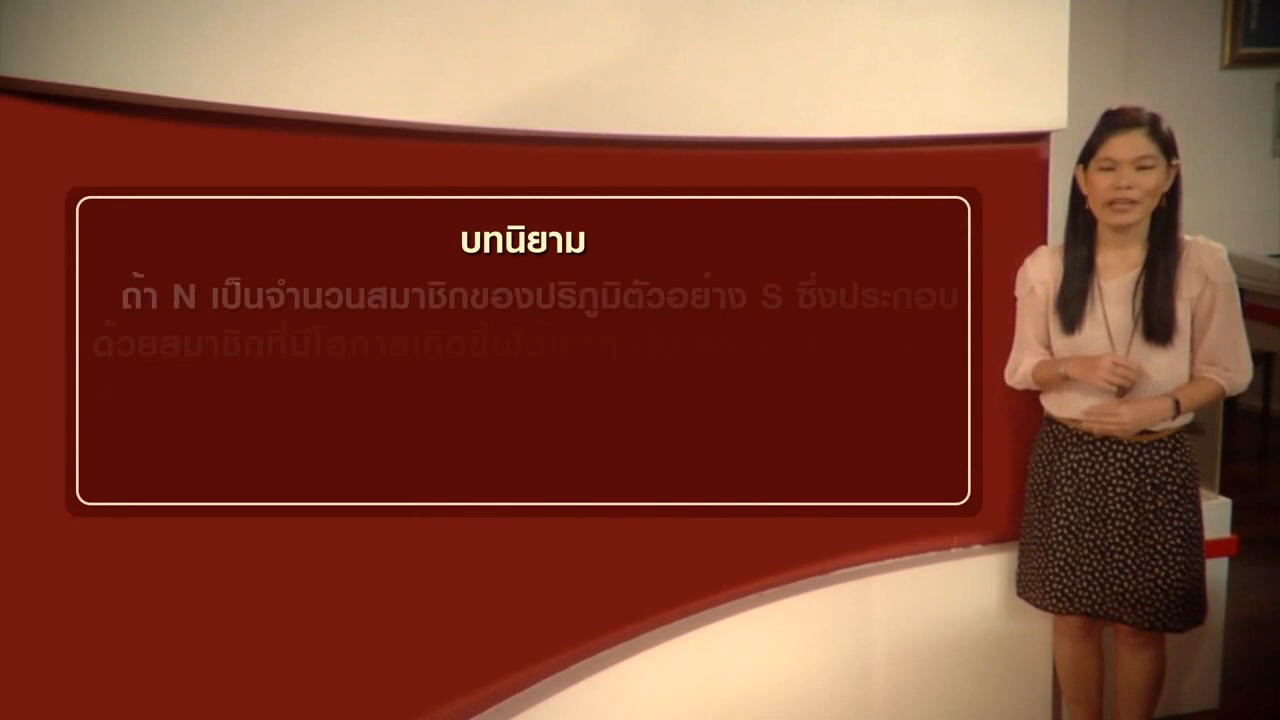 บทนิยาม
ถ้า N เป็นจำนวนสมาชิกของปริภูมิตัวอย่าง S ซึ่งประกอบ
ด้วยสมาชิกที่มีโอกาสเกิดขึ้นได้